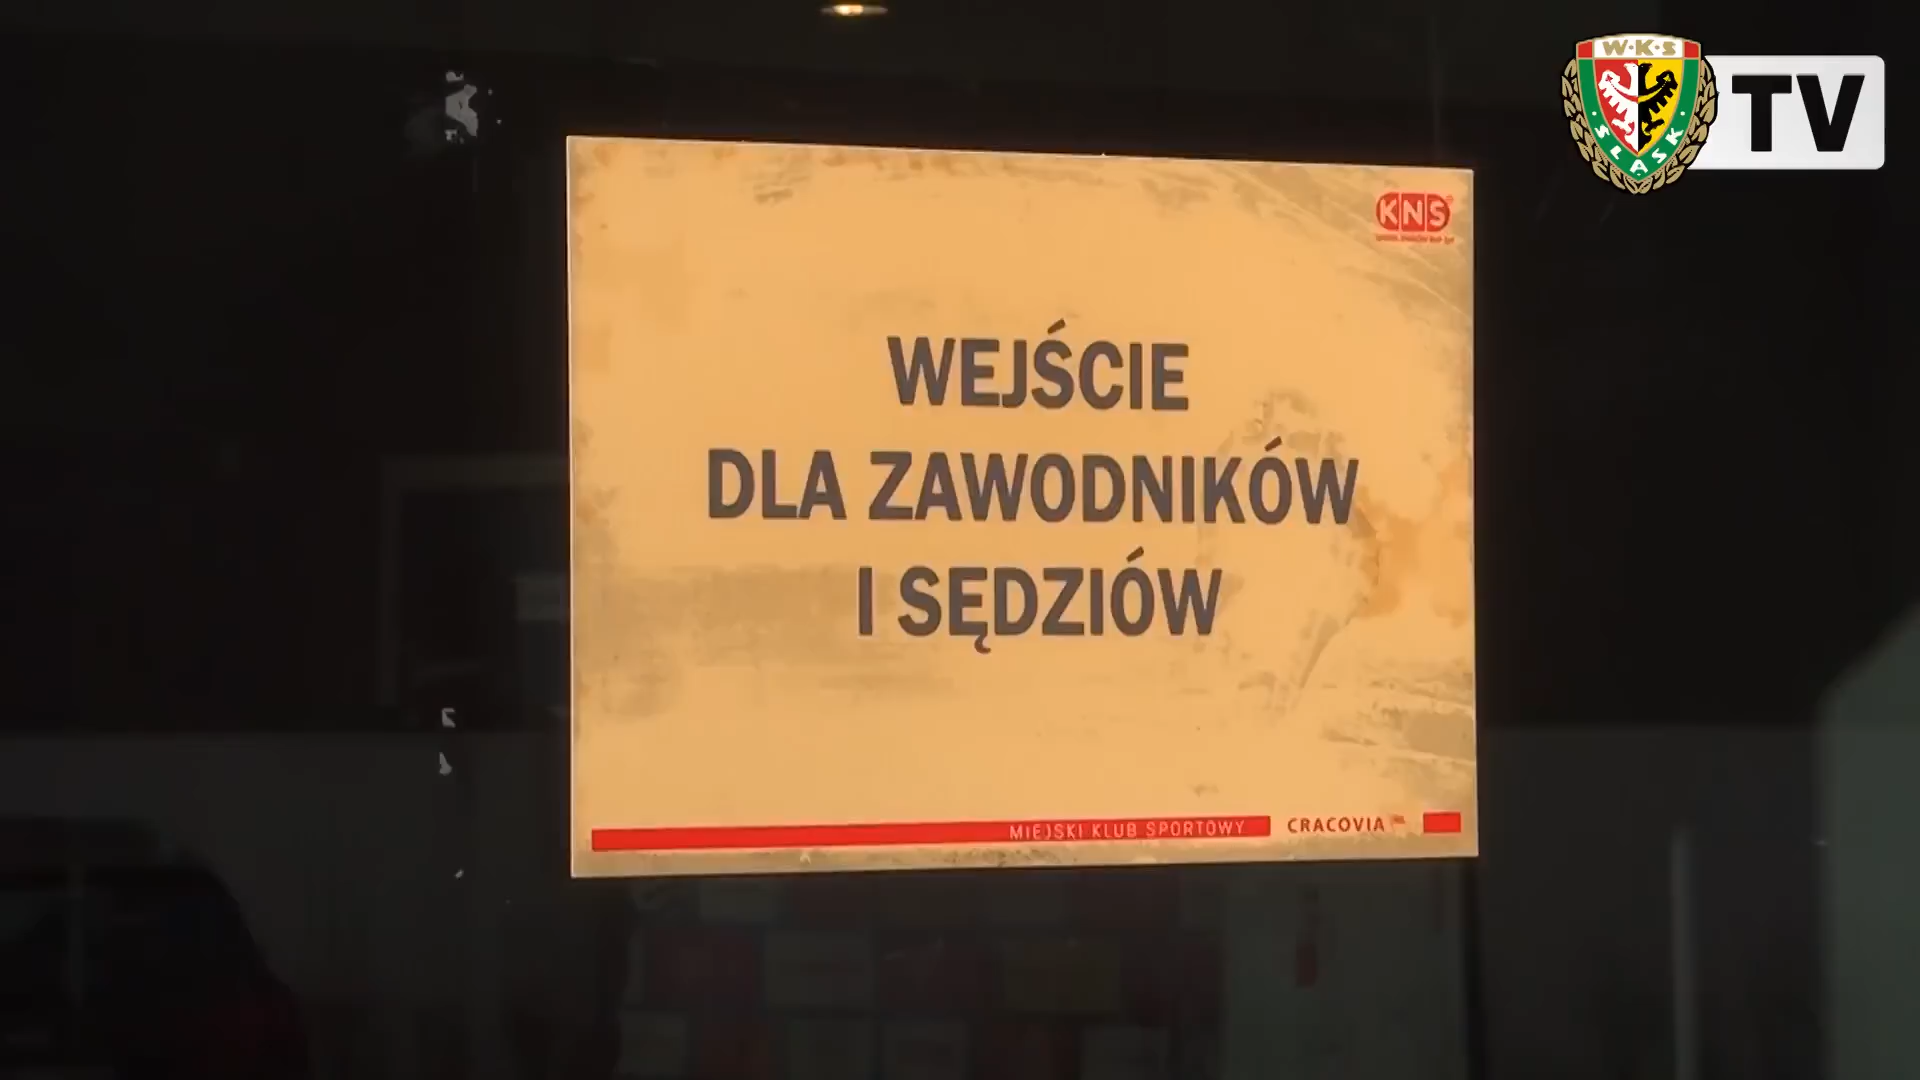 W·K·S
ŚLĄSK
TV
KNS
WEJŚCIE
DLA ZAWODNIKÓW
I SĘDZIÓW
MIEJSKI KLUB SPORTOWY CRACOVIA